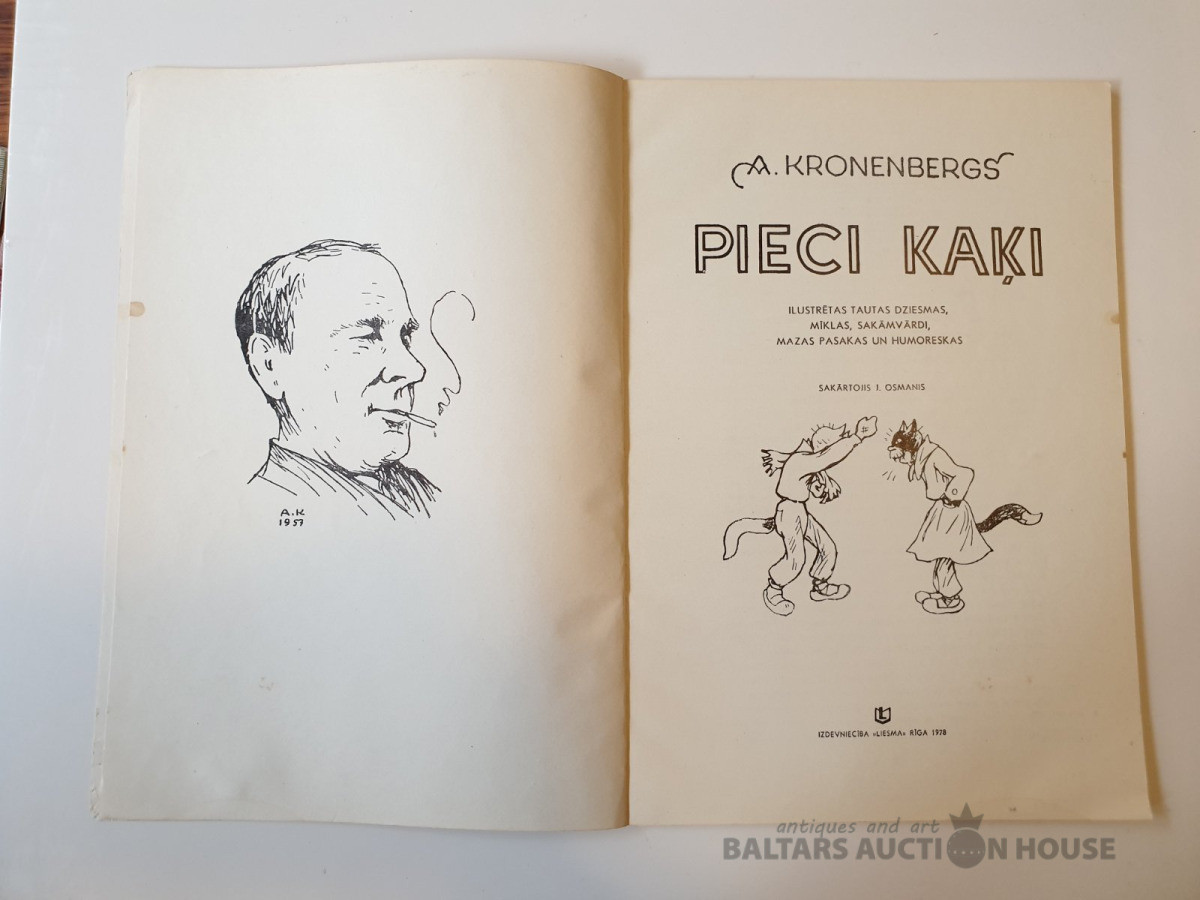 A.K
1957
A. KRONENBERGS
PIECI KAĶI
ILUSTRĒTAS TAUTAS DZIESMAS,
MĪKLAS, SAKĀMVĀRDI,
MAZAS PASAKAS UN HUMORESKAS
SAKĀRTOJIS I. OSMANIS
L
IZDEVNIECĪBA «LIESMA» RĪGA 1978
antiques and art
BALTARS AUCTION HOUSE